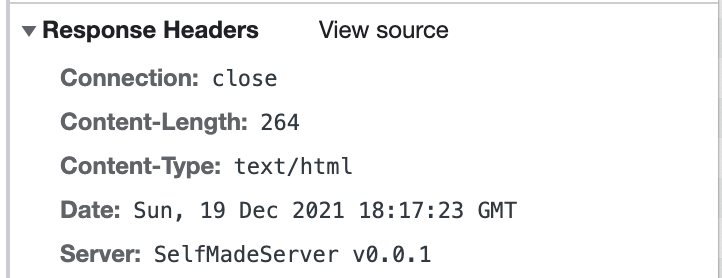 Response Headers View source
Connection: close
Content-Length: 264
Content-Type: text/html
Date: Sun, 19 Dec 2021 18:17:23 GMT
Server: SelfMadeServer v0.0.1